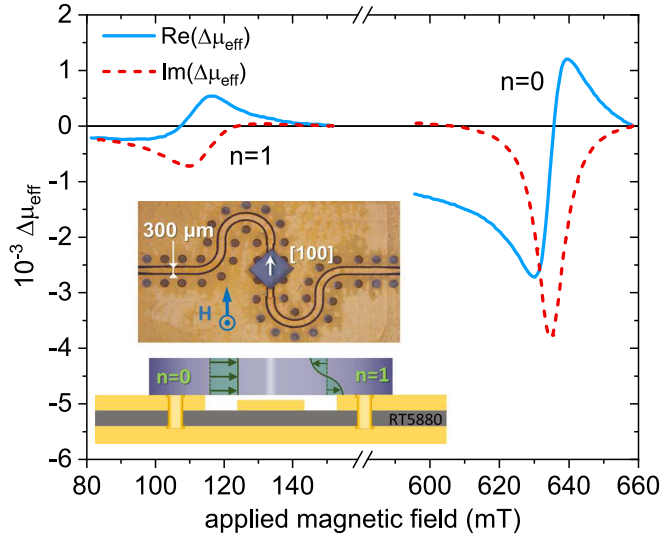 2
1
0
-1
-2
-3
-4
-5
-6
10⁻³ Δμeff
Re(Δμeff)
Im(Δμeff)
n=0
n=1
300 μm
[100]
H
n=0
n=1
RT5880
80 100 120 140 600 620 640 660
applied magnetic field (mT)